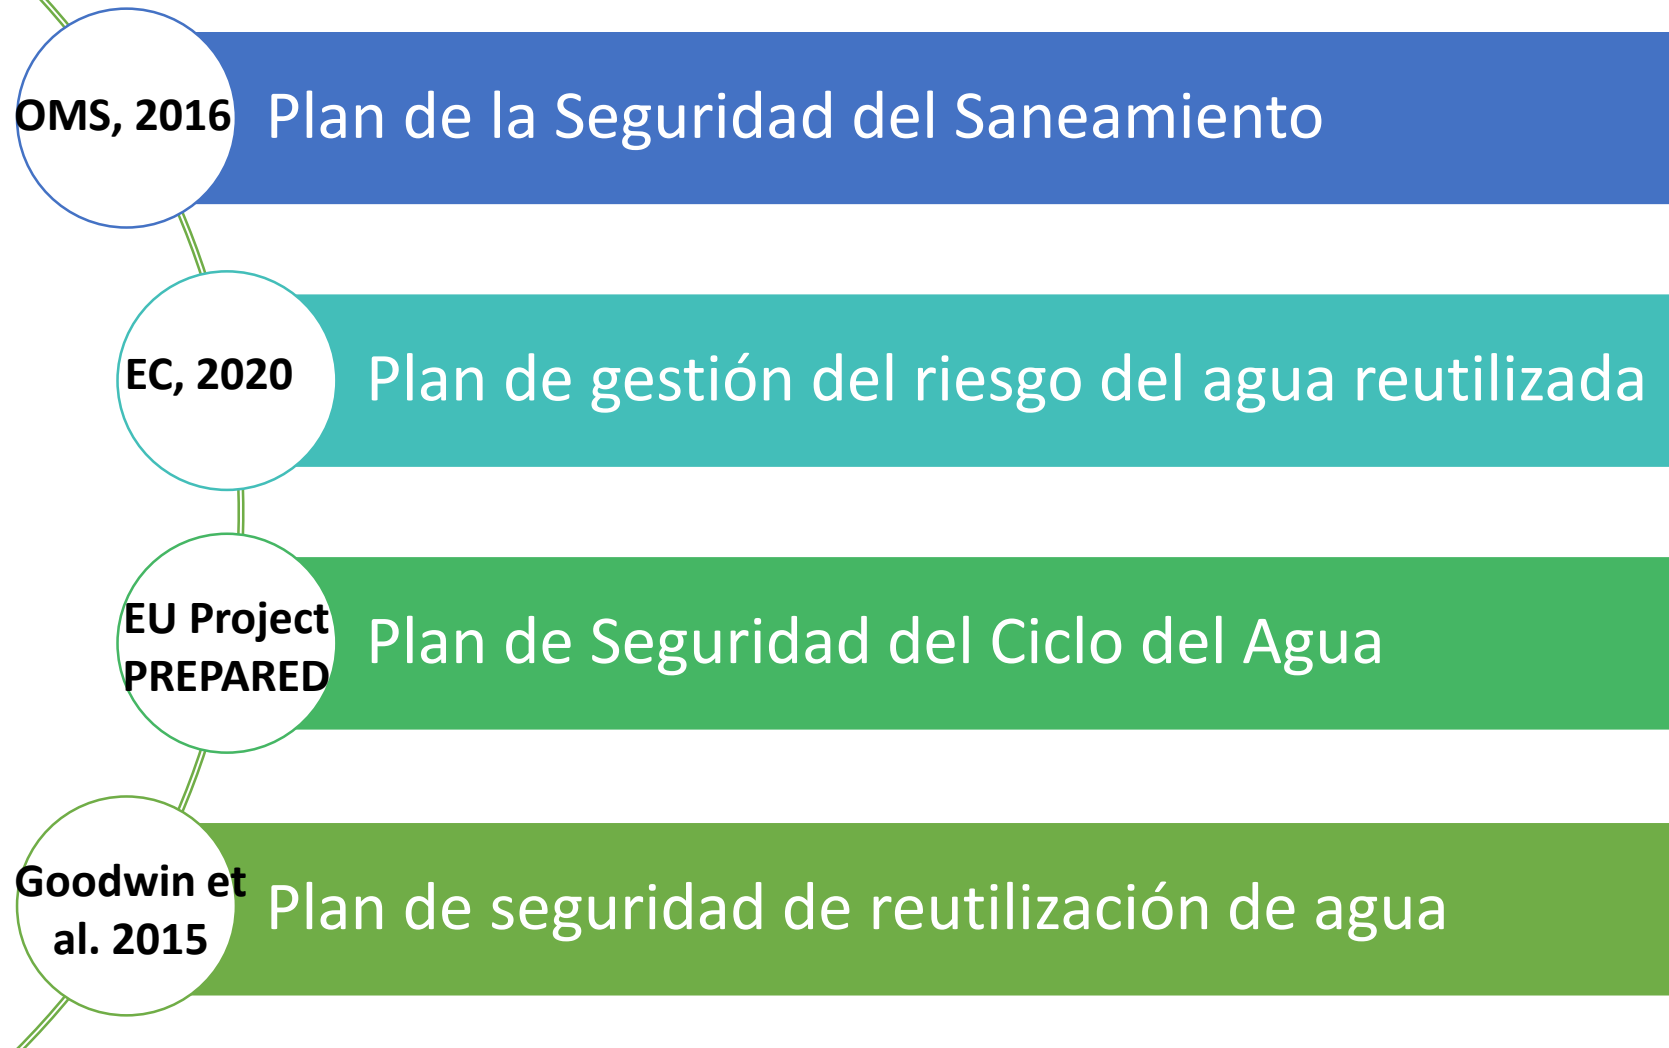 OMS, 2016
Plan de la Seguridad del Saneamiento
EC, 2020
Plan de gestión del riesgo del agua reutilizada
EU Project
PREPARED
Plan de Seguridad del Ciclo del Agua
Goodwin et
al. 2015
Plan de seguridad de reutilización de agua